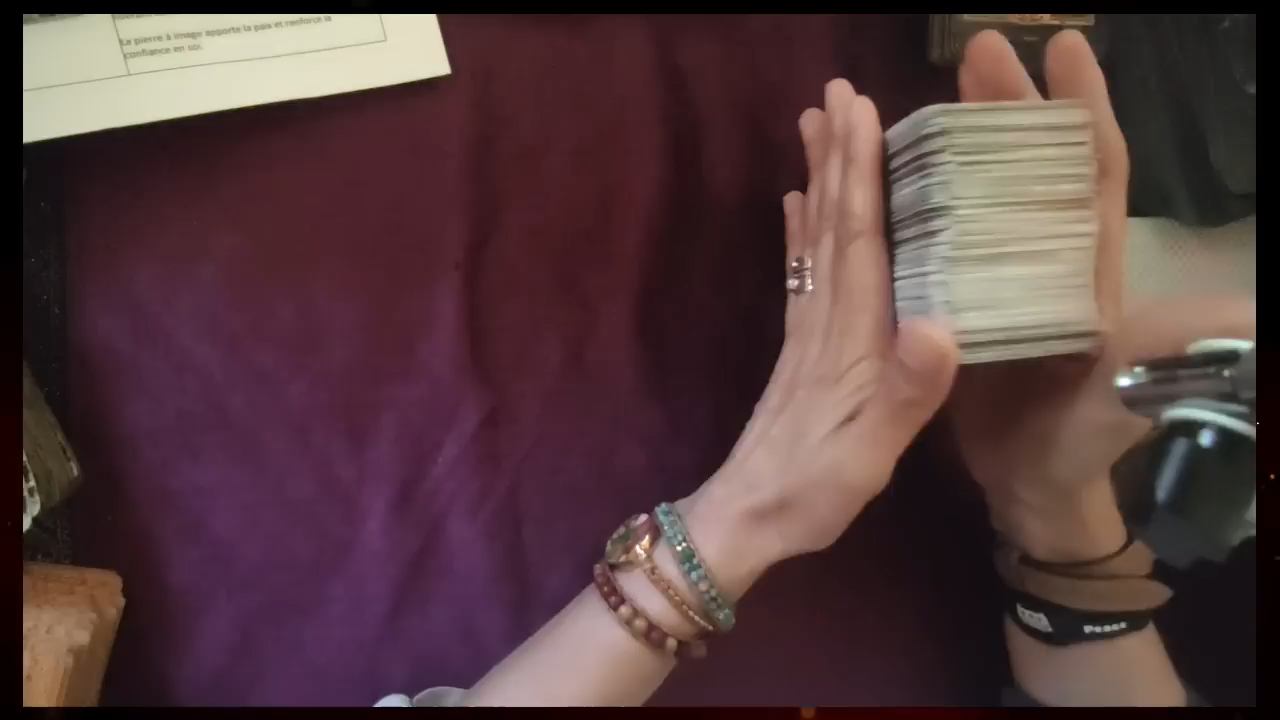 La pierre à image apporte la paix et renforce la
confiance en soi.
Peace